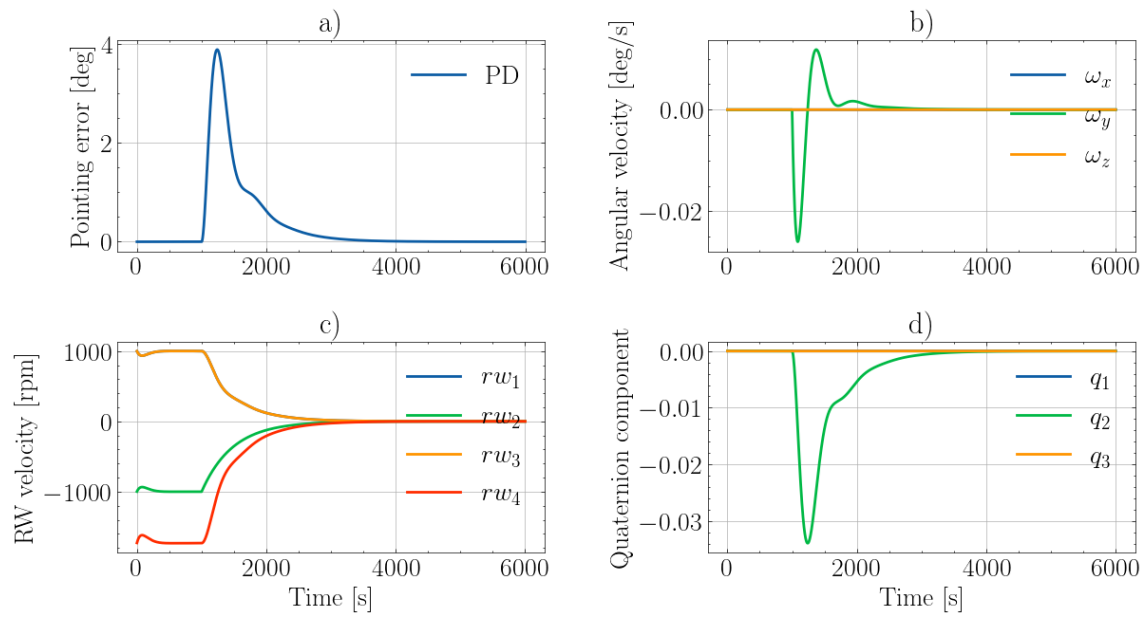 a)
Pointing error [deg]
4
2
0
PD
0 2000 4000 6000
b)
Angular velocity [deg/s]
0.00
−0.02
ω_x
ω_y
ω_z
0 2000 4000 6000
c)
RW velocity [rpm]
1000
0
−1000
rw_1
rw_2
rw_3
rw_4
0 2000 4000 6000
Time [s]
d)
Quaternion component
0.00
−0.01
−0.02
−0.03
q_1
q_2
q_3
0 2000 4000 6000
Time [s]